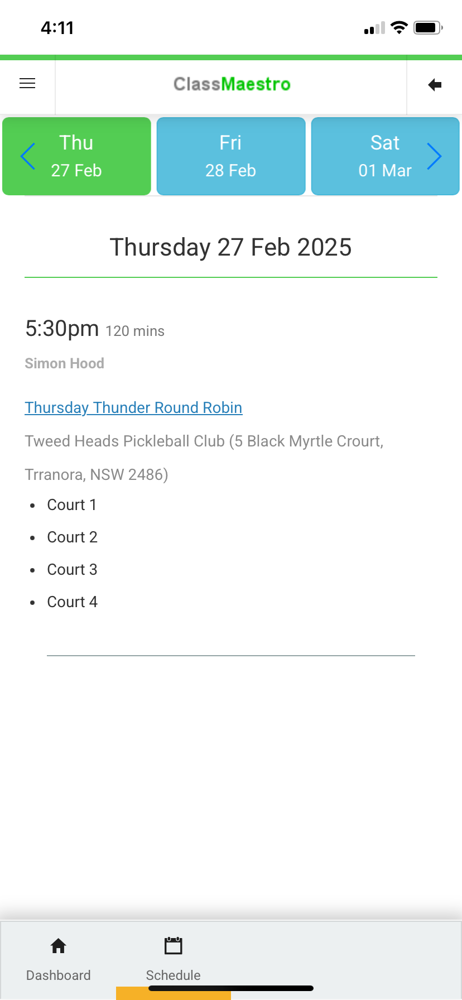 4:11
ClassMaestro
Thu
27 Feb
Fri
28 Feb
Sat
01 Mar
Thursday 27 Feb 2025
5:30pm 120 mins
Simon Hood
Thursday Thunder Round Robin
Tweed Heads Pickleball Club (5 Black Myrtle Crourt,
Trranora, NSW 2486)
• Court 1
• Court 2
• Court 3
• Court 4
Dashboard
Schedule